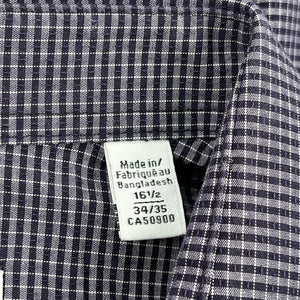 Made in/
Fabriqué au
Bangladesh
16½
34/35
CA50900